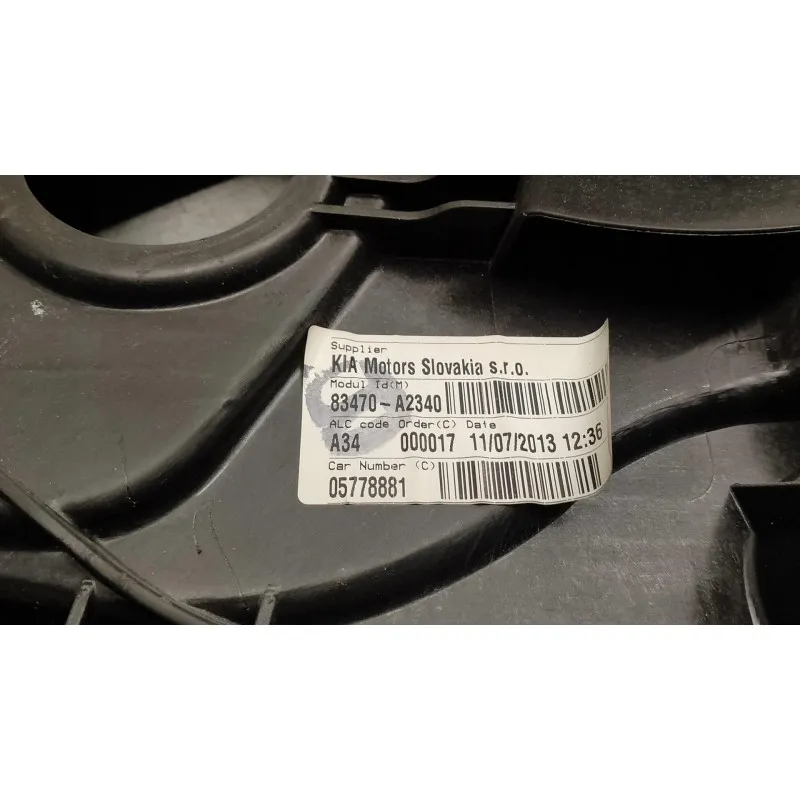 Supplier
KIA Motors Slovakia s.r.o.
Modul Id(M)
83470-A2340
ALC code Order(C) Date
A34 000017 11/07/2013 12:36
Car Number (C)
05778881